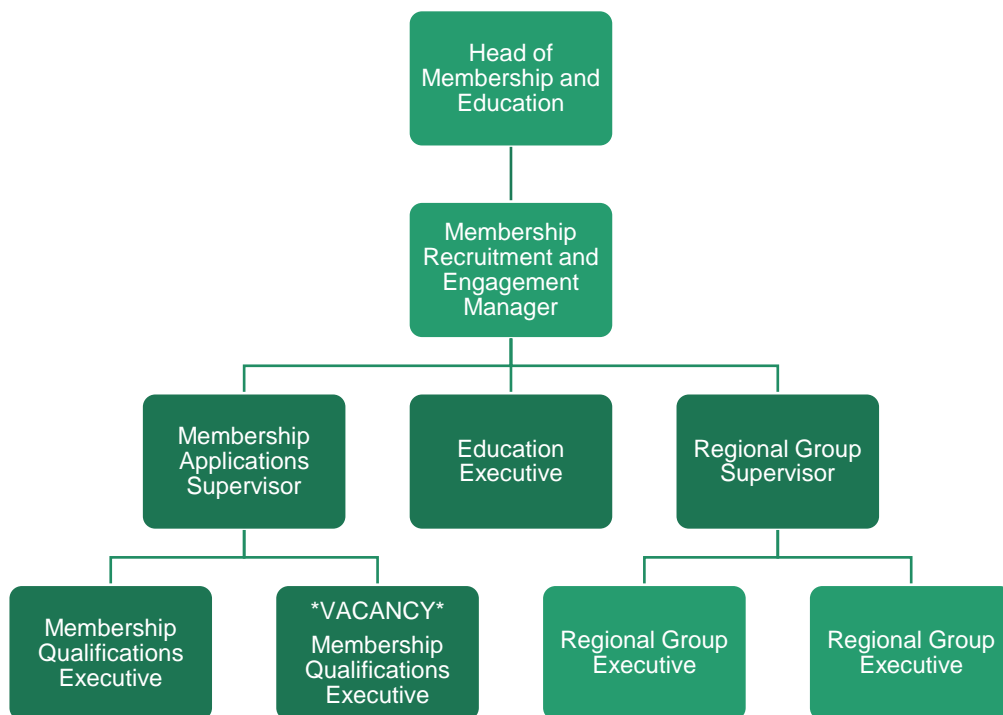 Head of
Membership and
Education
Membership
Recruitment and
Engagement
Manager
Membership
Applications
Supervisor
Education
Executive
Regional Group
Supervisor
Membership
Qualifications
Executive
*VACANCY*
Membership
Qualifications
Executive
Regional Group
Executive
Regional Group
Executive